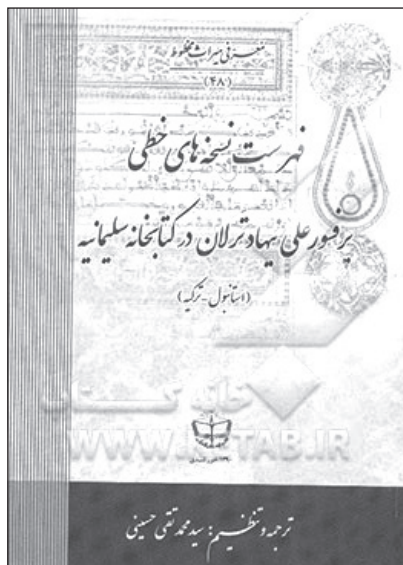 معرفی میراث مخطوط
(۴۸)
فهرست نسخه های خطی
پرفسور علی نهاد ترلان در کتابخانه سلیمانیه
(استانبول - ترکیه)
خانه کتاب
WWW.KETAB.IR
ترجمه و تنظیم: سید محمد تقی حسینی